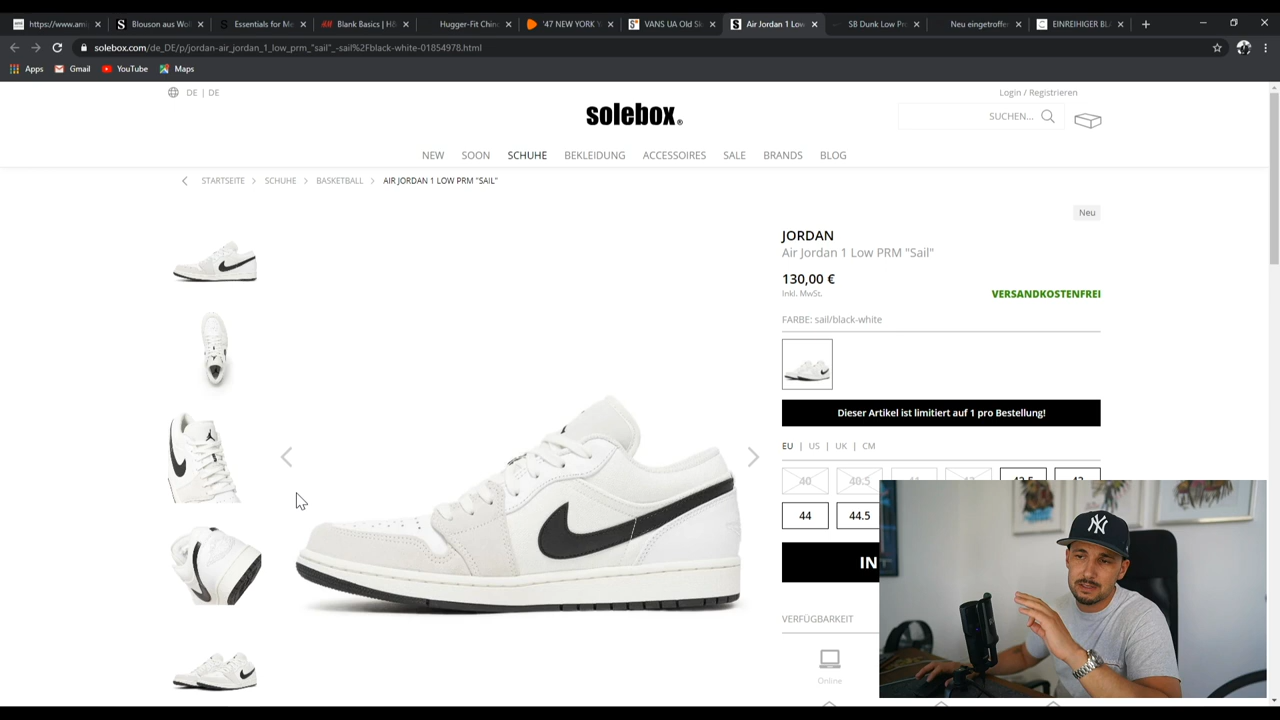 https://www.am
Blouson aus Wo
Essentials for Me
Blank Basics | H&
Hugger-Fit Chin
'47 NEW YORK Y
VANS UA Old Sk
Air Jordan 1 Low
SB Dunk Low Pr
Neu eingetroffe
EINREIHIGER BL
solebox.com/de_DE/p/jordan-air_jordan_1_low_prm_"sail"_-sail%2Fblack-white-01854978.html
Apps
Gmail
YouTube
Maps
DE | DE
Login / Registrieren
solebox®
SUCHEN...
NEW
SOON
SCHUHE
BEKLEIDUNG
ACCESSOIRES
SALE
BRANDS
BLOG
STARTSEITE > SCHUHE > BASKETBALL > AIR JORDAN 1 LOW PRM "SAIL"
Neu
JORDAN
Air Jordan 1 Low PRM "Sail"
130,00 €
Inkl. MwSt.
VERSANDKOSTENFREI
FARBE: sail/black-white
Dieser Artikel ist limitiert auf 1 pro Bestellung!
EU | US | UK | CM
40
40.5
44
44.5
IN
VERFÜGBARKEIT
Online
NY